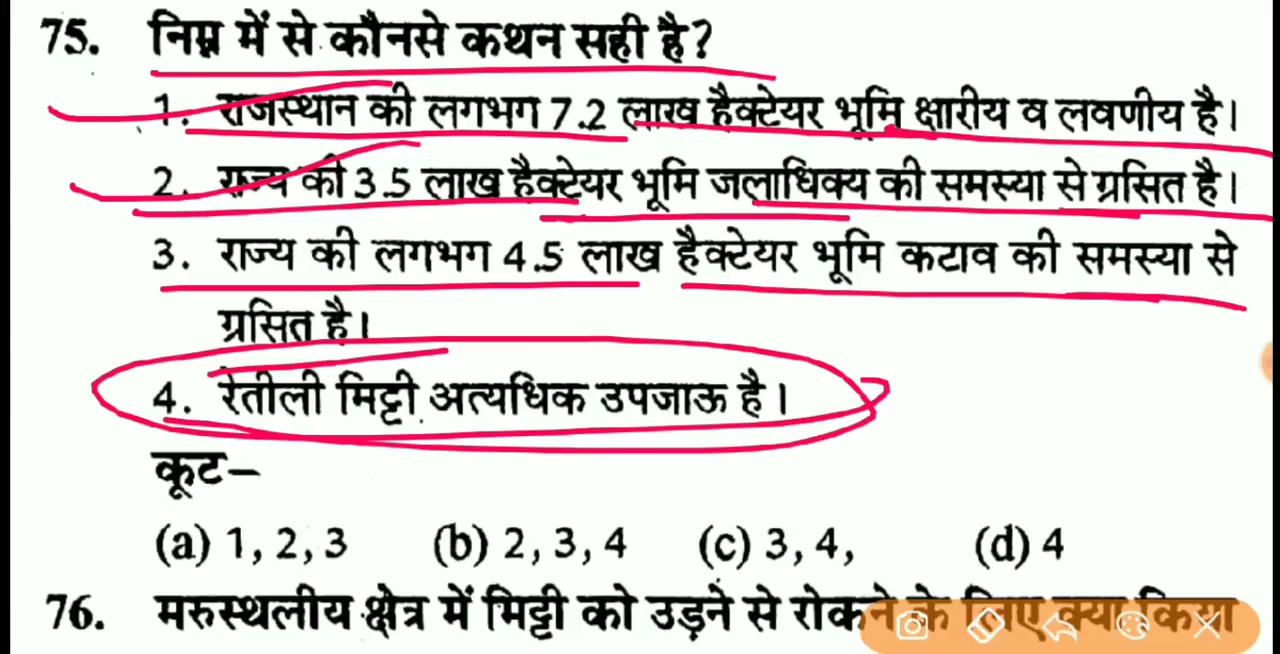 75. निम्न में से कौनसे कथन सही है?
1. राजस्थान की लगभग 7.2 लाख हैक्टेयर भूमि क्षारीय व लवणीय है।
2. राज्य की 3.5 लाख हैक्टेयर भूमि जलाधिक्य की समस्या से ग्रसित है।
3. राज्य की लगभग 4.5 लाख हैक्टेयर भूमि कटाव की समस्या से
ग्रसित है।
4. रेतीली मिट्टी अत्यधिक उपजाऊ है।
कूट–
(a) 1, 2, 3 (b) 2, 3, 4 (c) 3, 4, (d) 4
76. मरुस्थलीय क्षेत्र में मिट्टी को उड़ने से रोकने के लिए क्या किया